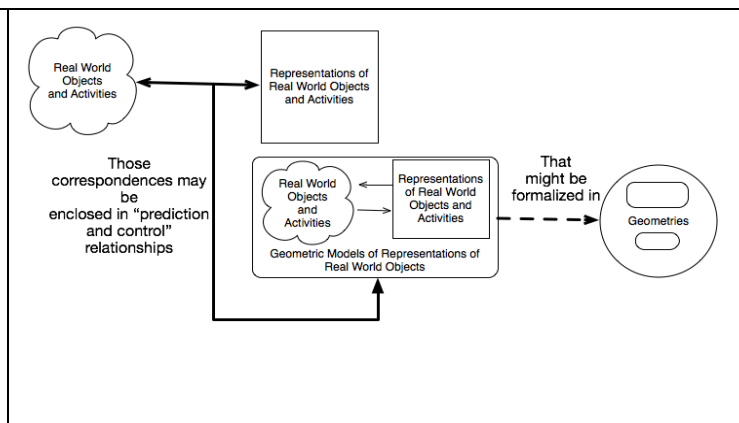 Real World
Objects
and Activities
Representations of
Real World Objects
and Activities
Those
correspondences may
be
enclosed in “prediction
and control”
relationships
Real World
Objects
and
Activities
Representations
of Real World
Objects and
Activities
Geometric Models of Representations of
Real World Objects
That
might be
formalized in
Geometries